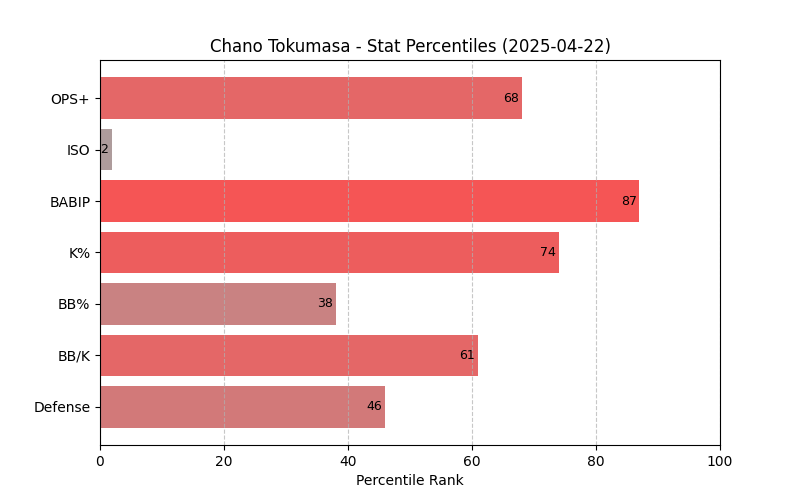 Chano Tokumasa - Stat Percentiles (2025-04-22)
OPS+ 68
ISO 2
BABIP 87
K% 74
BB% 38
BB/K 61
Defense 46
0 20 40 60 80 100
Percentile Rank